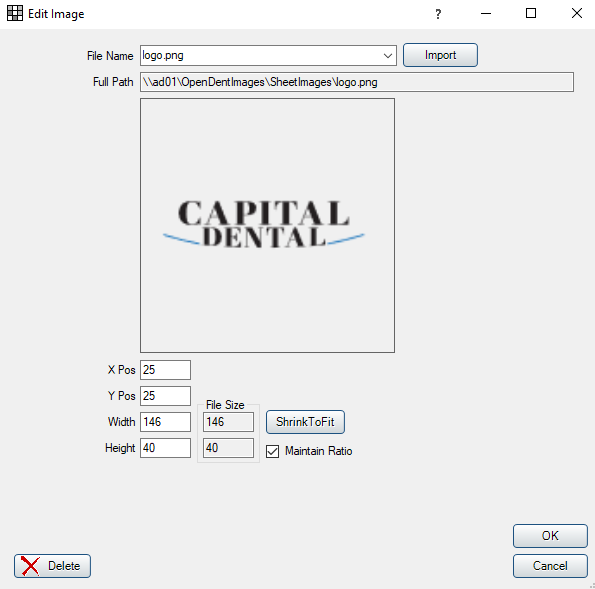 Edit Image
?
File Name logo.png Import
Full Path \\ad01\OpenDentImages\SheetImages\logo.png
CAPITAL
DENTAL
X Pos 25
Y Pos 25
File Size
Width 146 146 ShrinkToFit
Height 40 40 Maintain Ratio
OK
Delete Cancel